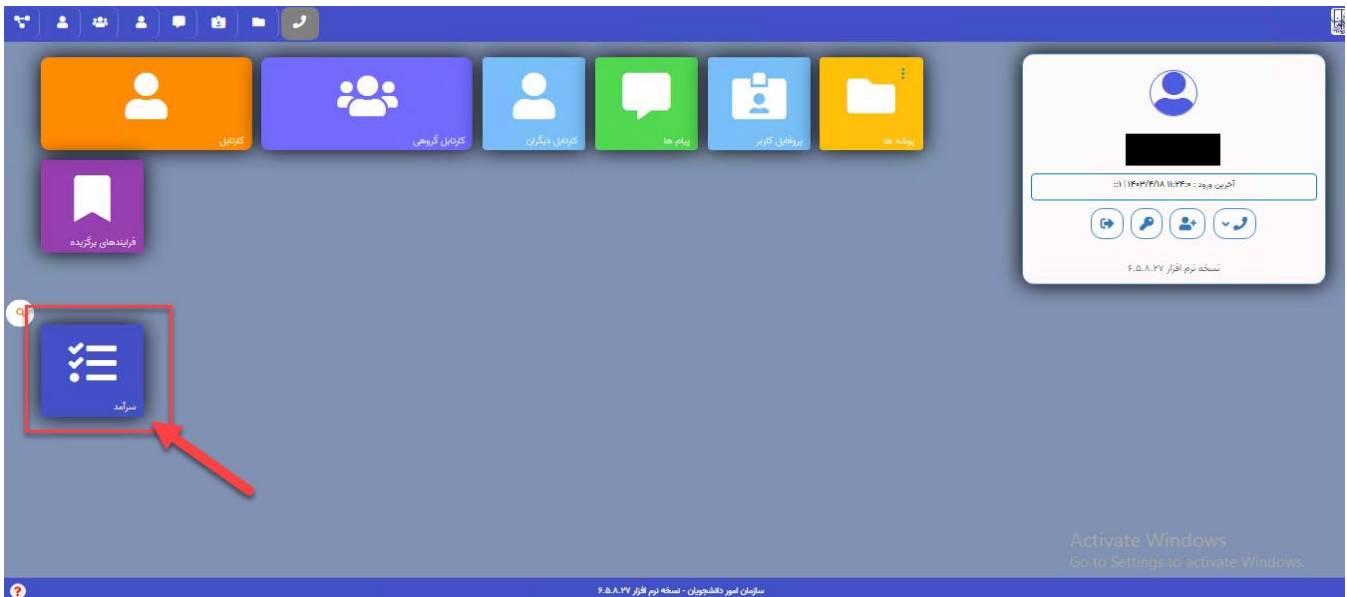 کارتابل
کارتابل گروهی
کارتابل دیگران
پیام ها
پروفایل کاربر
پوشه ها
فرایندهای برگزیده
سرآمد
آخرین ورود : ۱۴۰۳/۴/۱۸ ۱۱:۲۴:۰ | ::۱
نسخه نرم افزار ۶.۵.۸.۲۷
Activate Windows
Go to Settings to activate Windows.
سازمان امور دانشجویان - نسخه نرم افزار ۶.۵.۸.۲۷